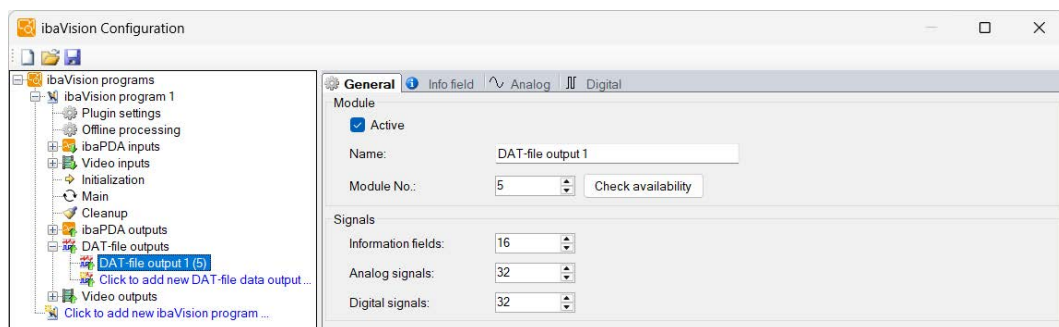 ibaVision Configuration
ibaVision programs
ibaVision program 1
Plugin settings
Offline processing
ibaPDA inputs
Video inputs
Initialization
Main
Cleanup
ibaPDA outputs
DAT-file outputs
DAT-file output 1 (5)
Click to add new DAT-file data output ...
Video outputs
Click to add new ibaVision program ...
General Info field Analog Digital
Module
Active
Name: DAT-file output 1
Module No.: 5 Check availability
Signals
Information fields: 16
Analog signals: 32
Digital signals: 32